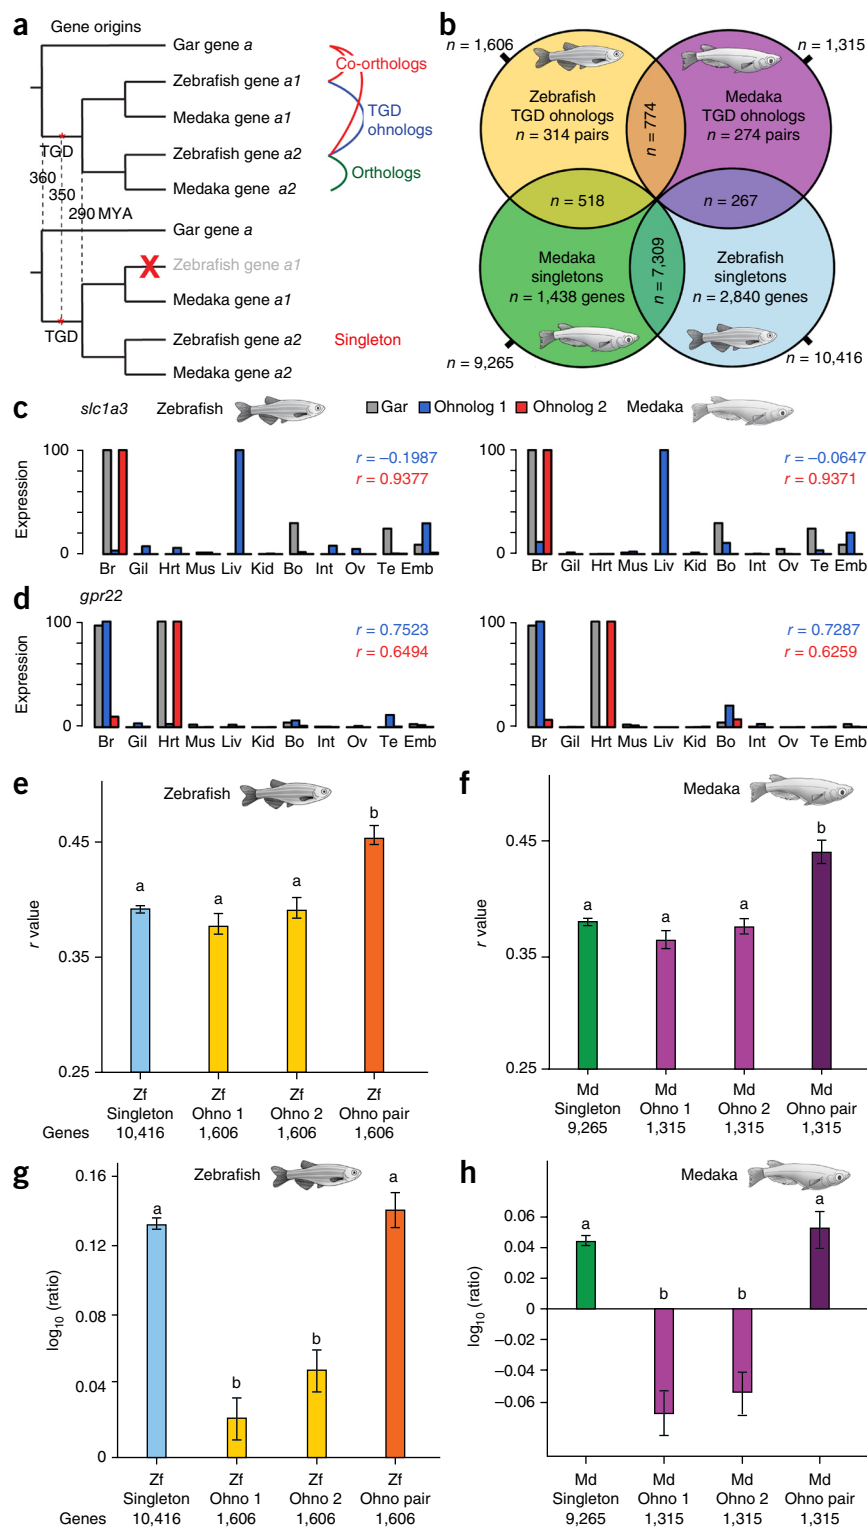 a
Gene origins
Gar gene a
Zebrafish gene a1
Medaka gene a1
Zebrafish gene a2
Medaka gene a2
Co-orthologs
TGD
ohnologs
Orthologs
TGD
360
350
290 MYA
Gar gene a
Zebrafish gene a1
X
Medaka gene a1
Zebrafish gene a2
Medaka gene a2
TGD
Singleton
b
n = 1,606
n = 1,315
Zebrafish
TGD ohnologs
n = 314 pairs
n = 774
Medaka
TGD ohnologs
n = 274 pairs
n = 518
n = 267
Medaka
singletons
n = 1,438 genes
n = 7,309
Zebrafish
singletons
n = 2,840 genes
n = 9,265
n = 10,416
c
slc1a3
Zebrafish
Gar
Ohnolog 1
Ohnolog 2
Medaka
Expression
100
0
r = –0.1987
r = 0.9377
Br Gil Hrt Mus Liv Kid Bo Int Ov Te Emb
100
0
r = –0.0647
r = 0.9371
Br Gil Hrt Mus Liv Kid Bo Int Ov Te Emb
d
gpr22
Expression
100
0
r = 0.7523
r = 0.6494
Br Gil Hrt Mus Liv Kid Bo Int Ov Te Emb
100
0
r = 0.7287
r = 0.6259
Br Gil Hrt Mus Liv Kid Bo Int Ov Te Emb
e
Zebrafish
r value
0.45
0.35
0.25
a
a
a
b
Zf
Singleton
10,416
Zf
Ohno 1
1,606
Zf
Ohno 2
1,606
Zf
Ohno pair
1,606
Genes
f
Medaka
r value
0.45
0.35
0.25
a
a
a
b
Md
Singleton
9,265
Md
Ohno 1
1,315
Md
Ohno 2
1,315
Md
Ohno pair
1,315
g
Zebrafish
log10 (ratio)
0.16
0.12
0.08
0.04
0
a
b
b
a
Zf
Singleton
10,416
Zf
Ohno 1
1,606
Zf
Ohno 2
1,606
Zf
Ohno pair
1,606
Genes
h
Medaka
log10 (ratio)
0.06
0.04
0.02
0
–0.02
–0.04
–0.06
a
b
b
a
Md
Singleton
9,265
Md
Ohno 1
1,315
Md
Ohno 2
1,315
Md
Ohno pair
1,315